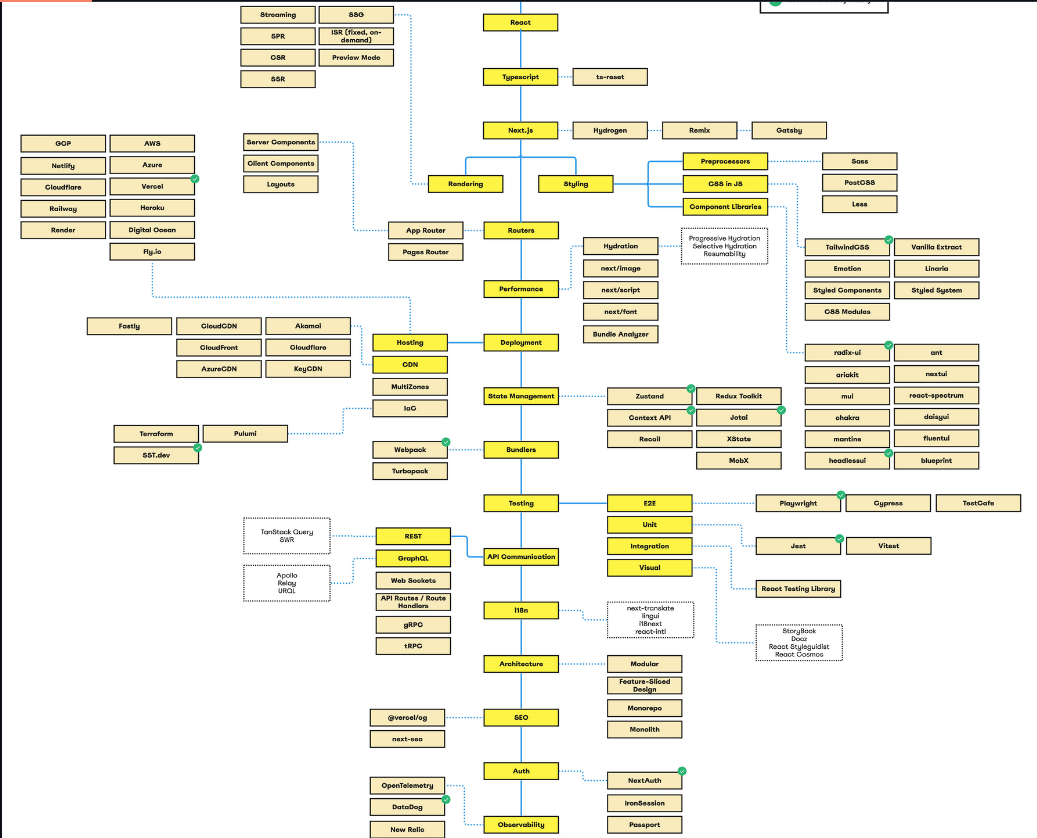 React
Streaming
SSG
SPR
ISR (fixed, on-
demand)
CSR
Preview Mode
SSR
Typescript
ts-reset
Next.js
Hydrogen
Remix
Gatsby
GCP
AWS
Netlify
Azure
Cloudflare
Vercel
Railway
Heroku
Render
Digital Ocean
Fly.io
Server Components
Client Components
Layouts
Rendering
Styling
Preprocessors
CSS in JS
Component Libraries
Sass
PostCSS
Less
App Router
Pages Router
Routers
Hydration
next/image
next/script
next/font
Bundle Analyzer
Progressive Hydration
Selective Hydration
Resumability
TailwindCSS
Vanilla Extract
Emotion
Linaria
Styled Components
Styled System
CSS Modules
Performance
Fastly
CloudCDN
Akamai
CloudFront
Cloudflare
AzureCDN
KeyCDN
Hosting
CDN
MultiZones
IaC
Deployment
radix-ui
ant
ariakit
nextui
mui
react-spectrum
chakra
daisyui
mantine
fluentui
headlessui
blueprint
State Management
Zustand
Redux Toolkit
Context API
Jotai
Recoil
XState
MobX
Terraform
Pulumi
SST.dev
Webpack
Turbopack
Bundlers
Testing
E2E
Unit
Integration
Visual
Playwright
Cypress
TestCafe
Jest
Vitest
React Testing Library
StoryBook
Docz
React Styleguidist
React Cosmos
TanStack Query
SWR
Apollo
Relay
URQL
REST
GraphQL
Web Sockets
API Routes / Route
Handlers
gRPC
tRPC
API Communication
I18n
next-translate
lingui
i18next
react-intl
Architecture
Modular
Feature-Sliced
Design
Monorepo
Monolith
@vercel/og
next-seo
SEO
Auth
NextAuth
IronSession
Passport
OpenTelemetry
DataDog
New Relic
Observability